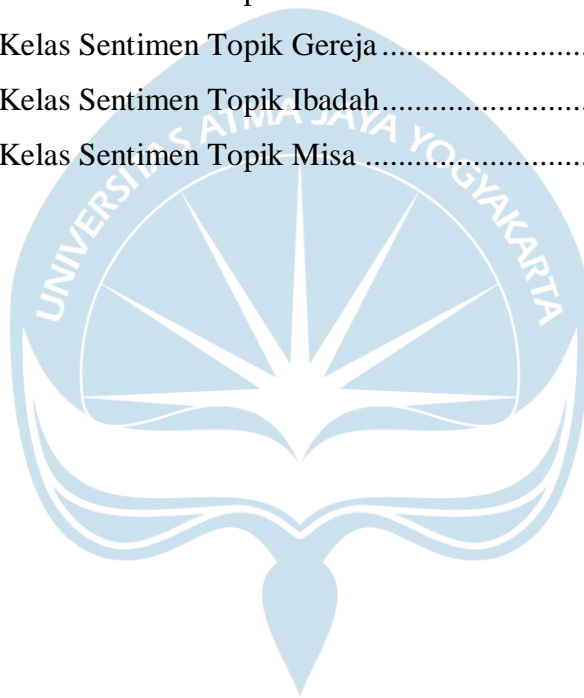 Kelas Sentimen Topik Gereja..........................
Kelas Sentimen Topik Ibadah..........................
Kelas Sentimen Topik Misa ............................
UNIVERSITAS ATMA JAYA YOGYAKARTA